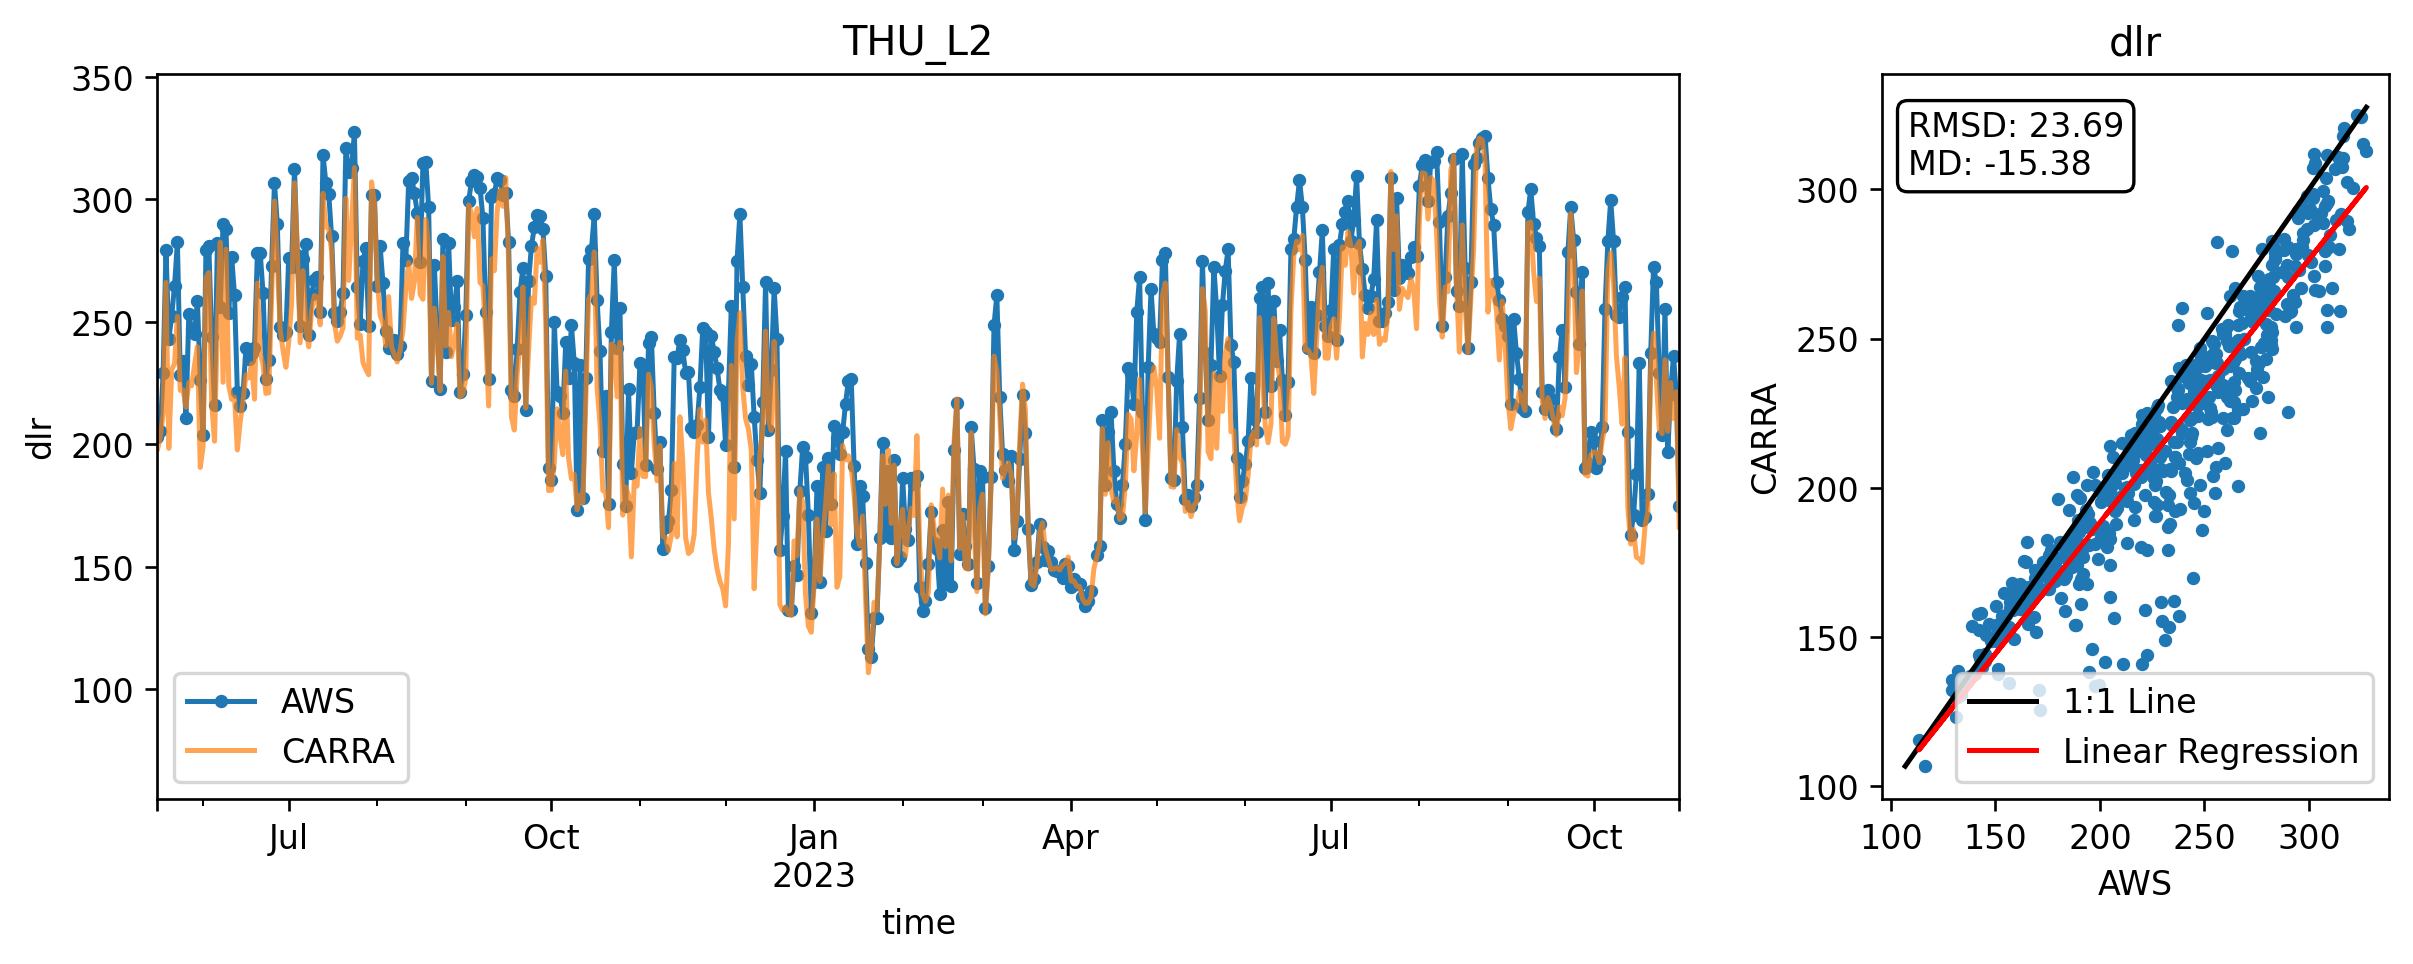 THU_L2
350
300
250
200
150
100
dlr
AWS
CARRA
Jul
Oct
Jan
2023
Apr
Jul
Oct
time
dlr
RMSD: 23.69
MD: -15.38
300
250
200
150
100
CARRA
1:1 Line
Linear Regression
100
150
200
250
300
AWS